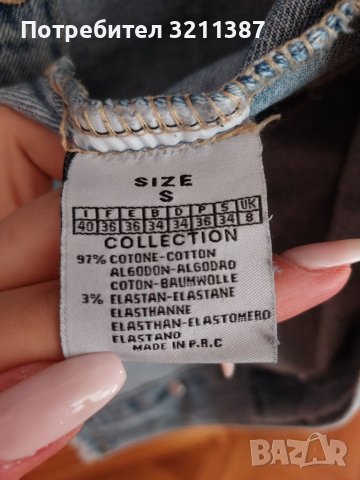 Потребител 3211387
SIZE
S
I F E B D P S UK
40 36 36 34 34 36 34 8
COLLECTION
97% COTONE-COTTON
ALGODON-ALGODAO
COTON-BAUMWOLLE
3% ELASTAN-ELASTANE
ELASTHANNE
ELASTHAN-ELASTOMERO
ELASTANO
MADE IN P.R.C
BAZAR